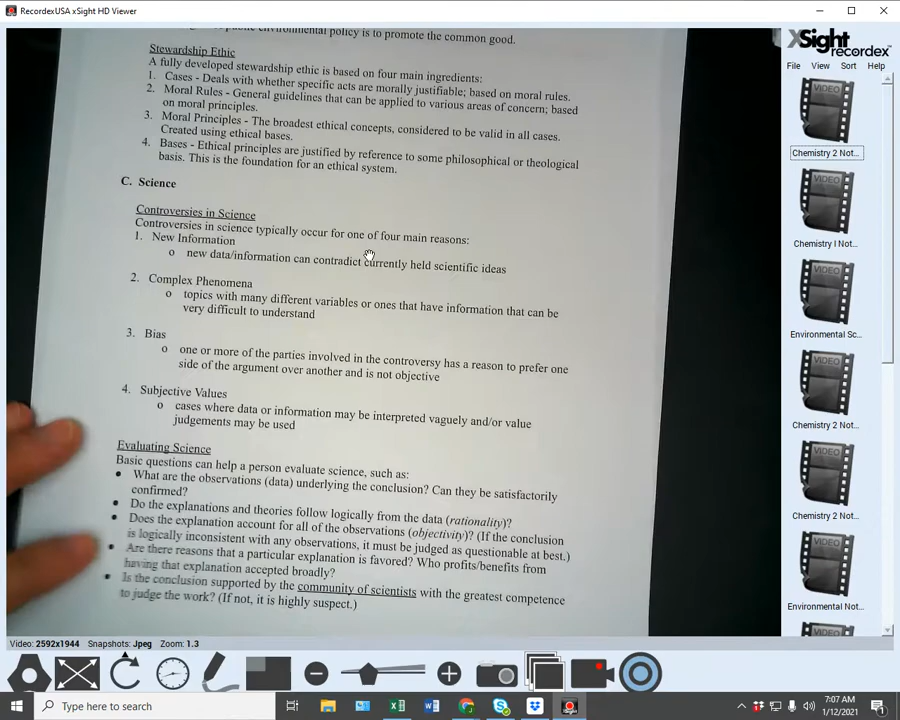 RecordexUSA xSight HD Viewer
environmental policy is to promote the common good.
Stewardship Ethic
A fully developed stewardship ethic is based on four main ingredients:
1. Cases - Deals with whether specific acts are morally justifiable; based on moral rules.
2. Moral Rules - General guidelines that can be applied to various areas of concern; based
on moral principles.
3. Moral Principles - The broadest ethical concepts, considered to be valid in all cases.
Created using ethical bases.
4. Bases - Ethical principles are justified by reference to some philosophical or theological
basis. This is the foundation for an ethical system.
C. Science
Controversies in Science
Controversies in science typically occur for one of four main reasons:
1. New Information
o new data/information can contradict currently held scientific ideas
2. Complex Phenomena
o topics with many different variables or ones that have information that can be
very difficult to understand
3. Bias
o one or more of the parties involved in the controversy has a reason to prefer one
side of the argument over another and is not objective
4. Subjective Values
o cases where data or information may be interpreted vaguely and/or value
judgements may be used
Evaluating Science
Basic questions can help a person evaluate science, such as:
• What are the observations (data) underlying the conclusion? Can they be satisfactorily
confirmed?
• Do the explanations and theories follow logically from the data (rationality)?
• Does the explanation account for all of the observations (objectivity)? (If the conclusion
is logically inconsistent with any observations, it must be judged as questionable at best.)
• Are there reasons that a particular explanation is favored? Who profits/benefits from
having that explanation accepted broadly?
• Is the conclusion supported by the community of scientists with the greatest competence
to judge the work? (If not, it is highly suspect.)
XSight
recordex
File View Sort Help
VIDEO
Chemistry 2 Not...
VIDEO
Chemistry I Not...
VIDEO
Environmental Sc...
VIDEO
Chemistry 2 Not...
VIDEO
Chemistry 2 Not...
VIDEO
Environmental Not...
VIDEO
Video: 2592x1944 Snapshots: Jpeg Zoom: 1.3
Type here to search
7:07 AM
1/12/2021
1